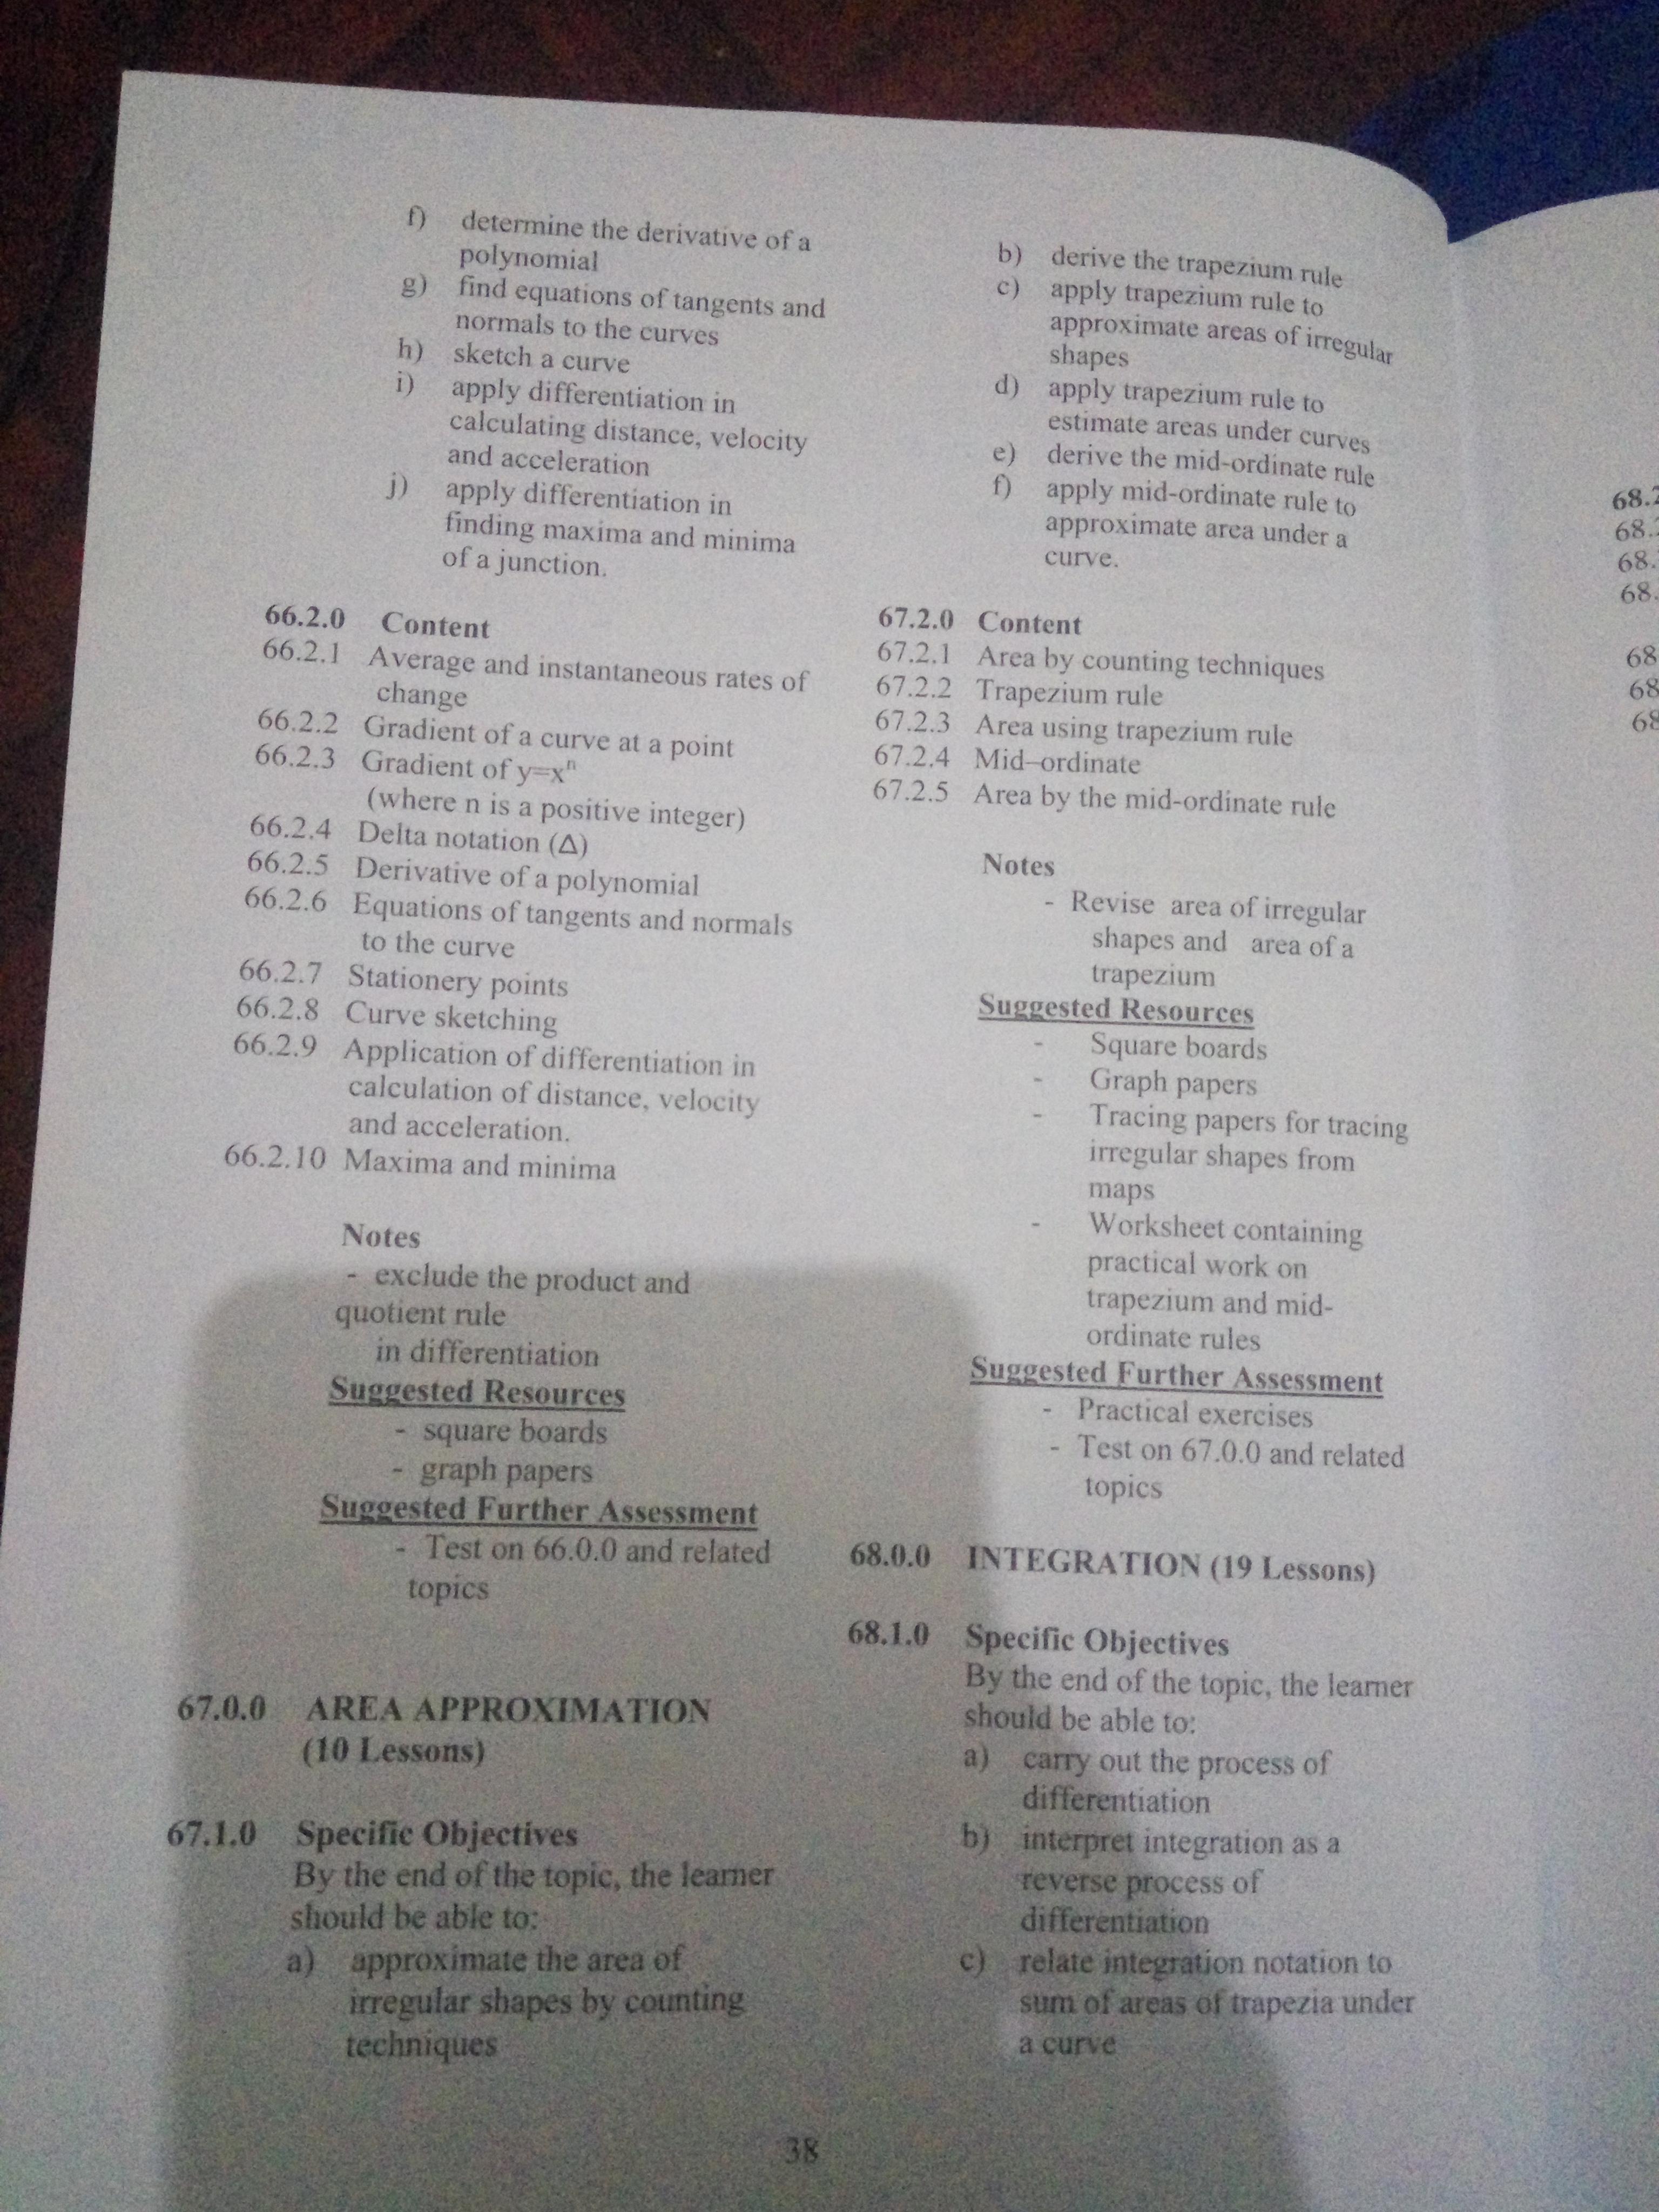 f) determine the derivative of a
polynomial
g) find equations of tangents and
normals to the curves
h) sketch a curve
i) apply differentiation in
calculating distance, velocity
and acceleration
j) apply differentiation in
finding maxima and minima
of a junction.
66.2.0 Content
66.2.1 Average and instantaneous rates of
change
66.2.2 Gradient of a curve at a point
66.2.3 Gradient of y=xⁿ
(where n is a positive integer)
66.2.4 Delta notation (Δ)
66.2.5 Derivative of a polynomial
66.2.6 Equations of tangents and normals
to the curve
66.2.7 Stationery points
66.2.8 Curve sketching
66.2.9 Application of differentiation in
calculation of distance, velocity
and acceleration.
66.2.10 Maxima and minima
Notes
- exclude the product and
quotient rule
in differentiation
Suggested Resources
- square boards
- graph papers
Suggested Further Assessment
- Test on 66.0.0 and related
topics
67.0.0 AREA APPROXIMATION
(10 Lessons)
67.1.0 Specific Objectives
By the end of the topic, the learner
should be able to:
a) approximate the area of
irregular shapes by counting
techniques
b) derive the trapezium rule
c) apply trapezium rule to
approximate areas of irregular
shapes
d) apply trapezium rule to
estimate areas under curves
e) derive the mid-ordinate rule
f) apply mid-ordinate rule to
approximate area under a
curve.
67.2.0 Content
67.2.1 Area by counting techniques
67.2.2 Trapezium rule
67.2.3 Area using trapezium rule
67.2.4 Mid–ordinate
67.2.5 Area by the mid-ordinate rule
Notes
- Revise area of irregular
shapes and area of a
trapezium
Suggested Resources
- Square boards
- Graph papers
- Tracing papers for tracing
irregular shapes from
maps
- Worksheet containing
practical work on
trapezium and mid-
ordinate rules
Suggested Further Assessment
- Practical exercises
- Test on 67.0.0 and related
topics
68.0.0 INTEGRATION (19 Lessons)
68.1.0 Specific Objectives
By the end of the topic, the learner
should be able to:
a) carry out the process of
differentiation
b) interpret integration as a
reverse process of
differentiation
c) relate integration notation to
sum of areas of trapezia under
a curve
38
68.2
68.
68.
68.
68
68
68